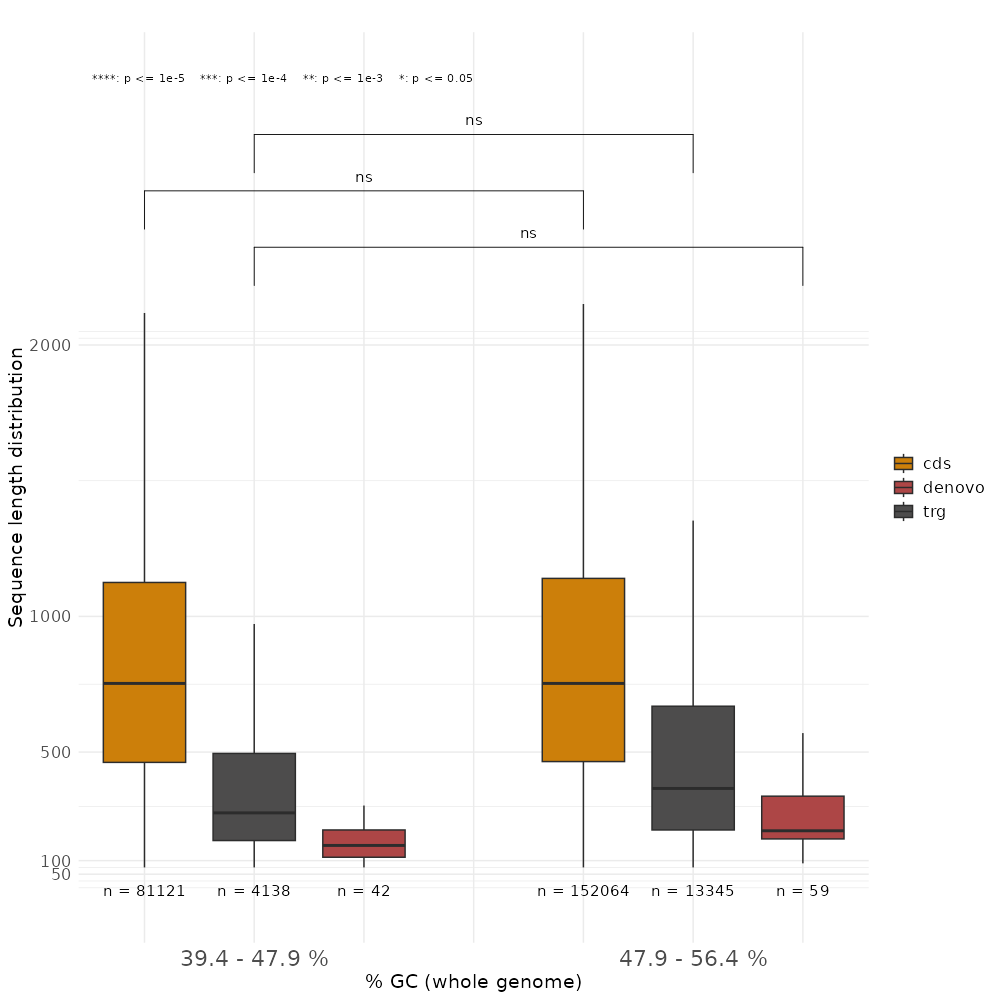 ****: p <= 1e-5 ***: p <= 1e-4 **: p <= 1e-3 *: p <= 0.05
ns
ns
ns
2000
1000
500
100
50
Sequence length distribution
n = 81121 n = 4138 n = 42 n = 152064 n = 13345 n = 59
39.4 - 47.9 % 47.9 - 56.4 %
% GC (whole genome)
cds
denovo
trg